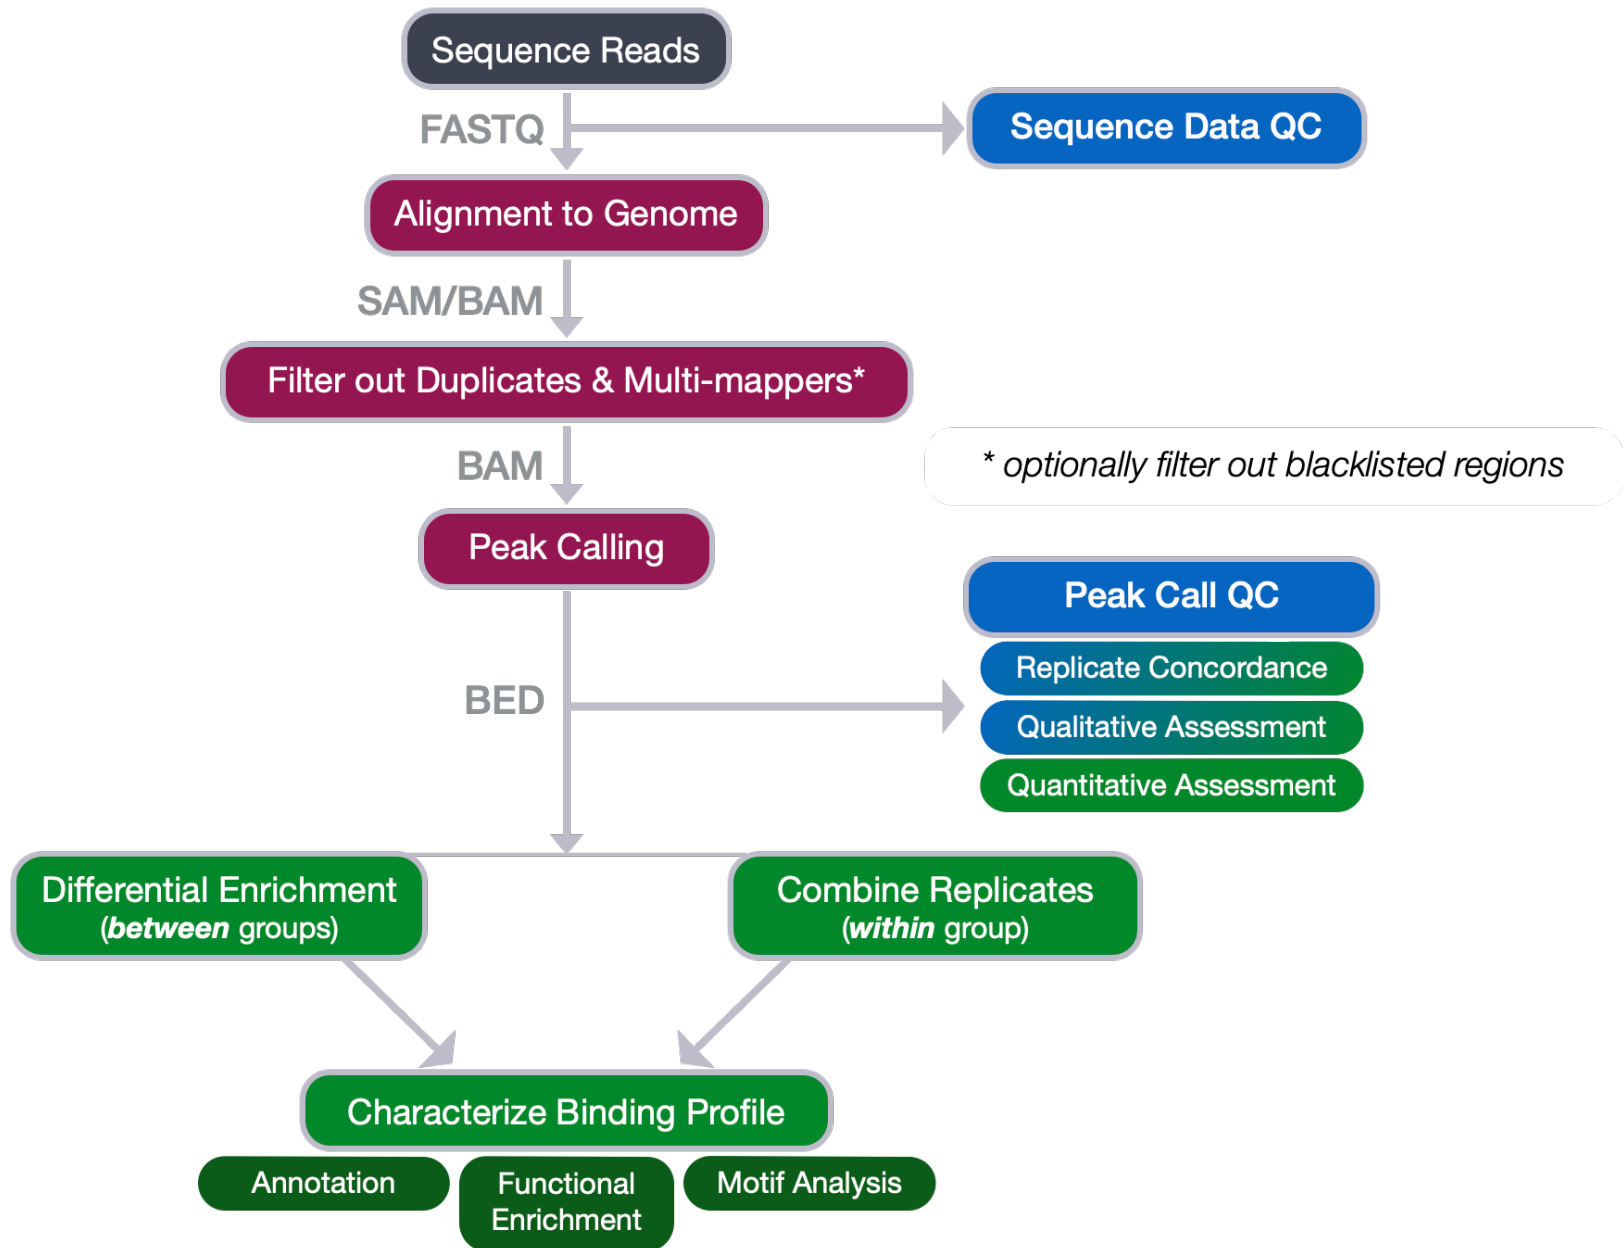 Sequence Reads
FASTQ
Sequence Data QC
Alignment to Genome
SAM/BAM
Filter out Duplicates & Multi-mappers*
BAM
* optionally filter out blacklisted regions
Peak Calling
Peak Call QC
Replicate Concordance
Qualitative Assessment
Quantitative Assessment
BED
Differential Enrichment
(between groups)
Combine Replicates
(within group)
Characterize Binding Profile
Annotation
Functional
Enrichment
Motif Analysis